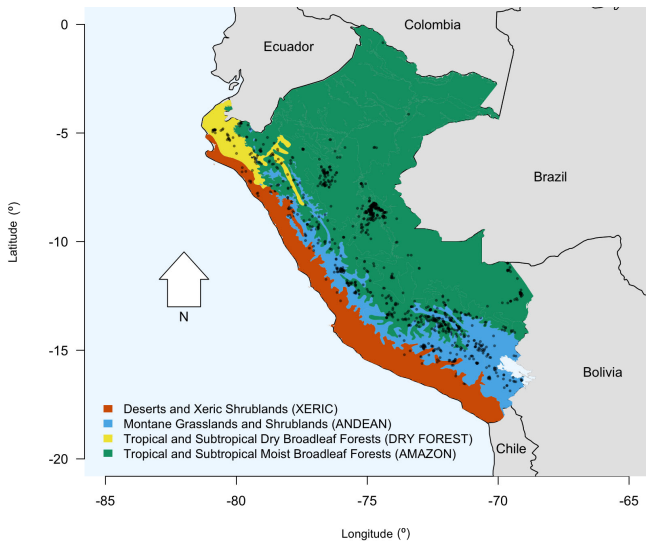 0
Colombia
Ecuador
-5
Brazil
Latitude (º)
-10
N
-15
Bolivia
Deserts and Xeric Shrublands (XERIC)
Montane Grasslands and Shrublands (ANDEAN)
Tropical and Subtropical Dry Broadleaf Forests (DRY FOREST)
Tropical and Subtropical Moist Broadleaf Forests (AMAZON)
Chile
-20
-85 -80 -75 -70 -65
Longitude (º)